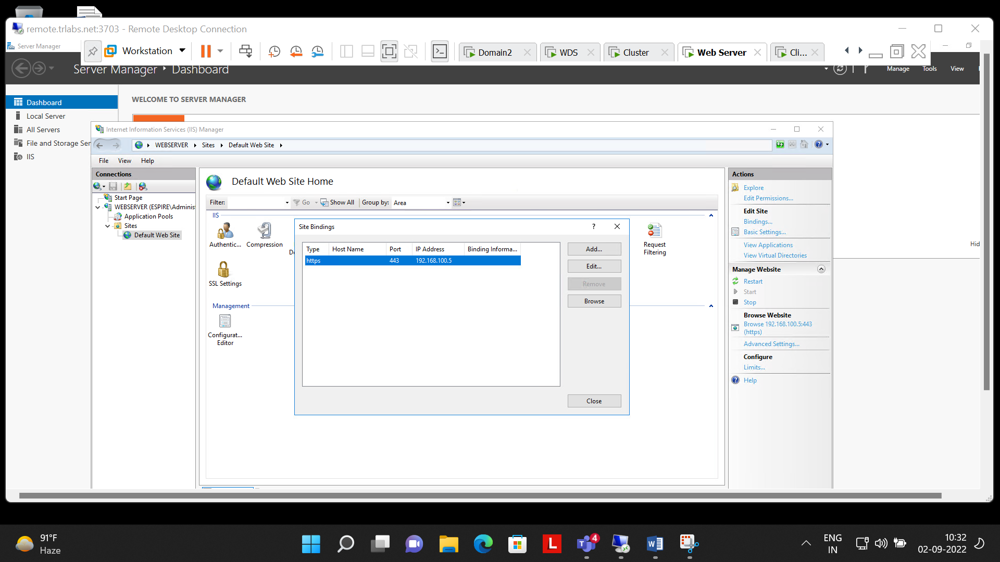 remote.trlabs.net:3703 - Remote Desktop Connection
Server Manager
Workstation
Domain2
WDS
Cluster
Web Server
Cli...
Server Manager
Dashboard
Manage
Tools
View
Dashboard
Local Server
All Servers
File and Storage Ser
IIS
WELCOME TO SERVER MANAGER
Internet Information Services (IIS) Manager
WEBSERVER
Sites
Default Web Site
File
View
Help
Connections
Start Page
WEBSERVER (ESPIRE\Adminis
Application Pools
Sites
Default Web Site
Default Web Site Home
Filter:
Go
Show All
Group by:
Area
IIS
Authentic...
Compression
Request
Filtering
SSL Settings
Management
Configurat...
Editor
Site Bindings
?
Type
Host Name
Port
IP Address
Binding Informa...
https
443
192.168.100.5
Add...
Edit...
Remove
Browse
Close
Actions
Explore
Edit Permissions...
Edit Site
Bindings...
Basic Settings...
View Applications
View Virtual Directories
Manage Website
Restart
Start
Stop
Browse Website
Browse 192.168.100.5:443
(https)
Advanced Settings...
Configure
Limits...
Help
Hid
91°F
Haze
L
T
4
W
ENG
IN
10:32
02-09-2022